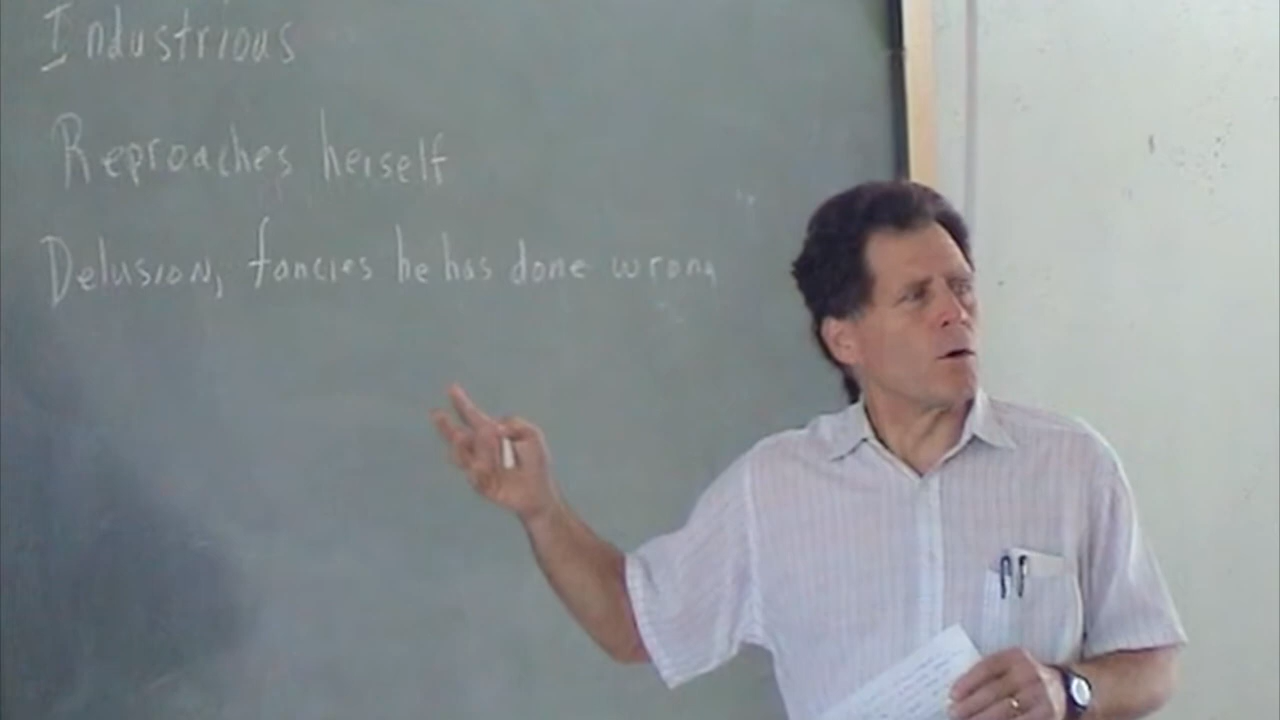 Industrious
Reproaches herself
Delusion, fancies he has done wrong